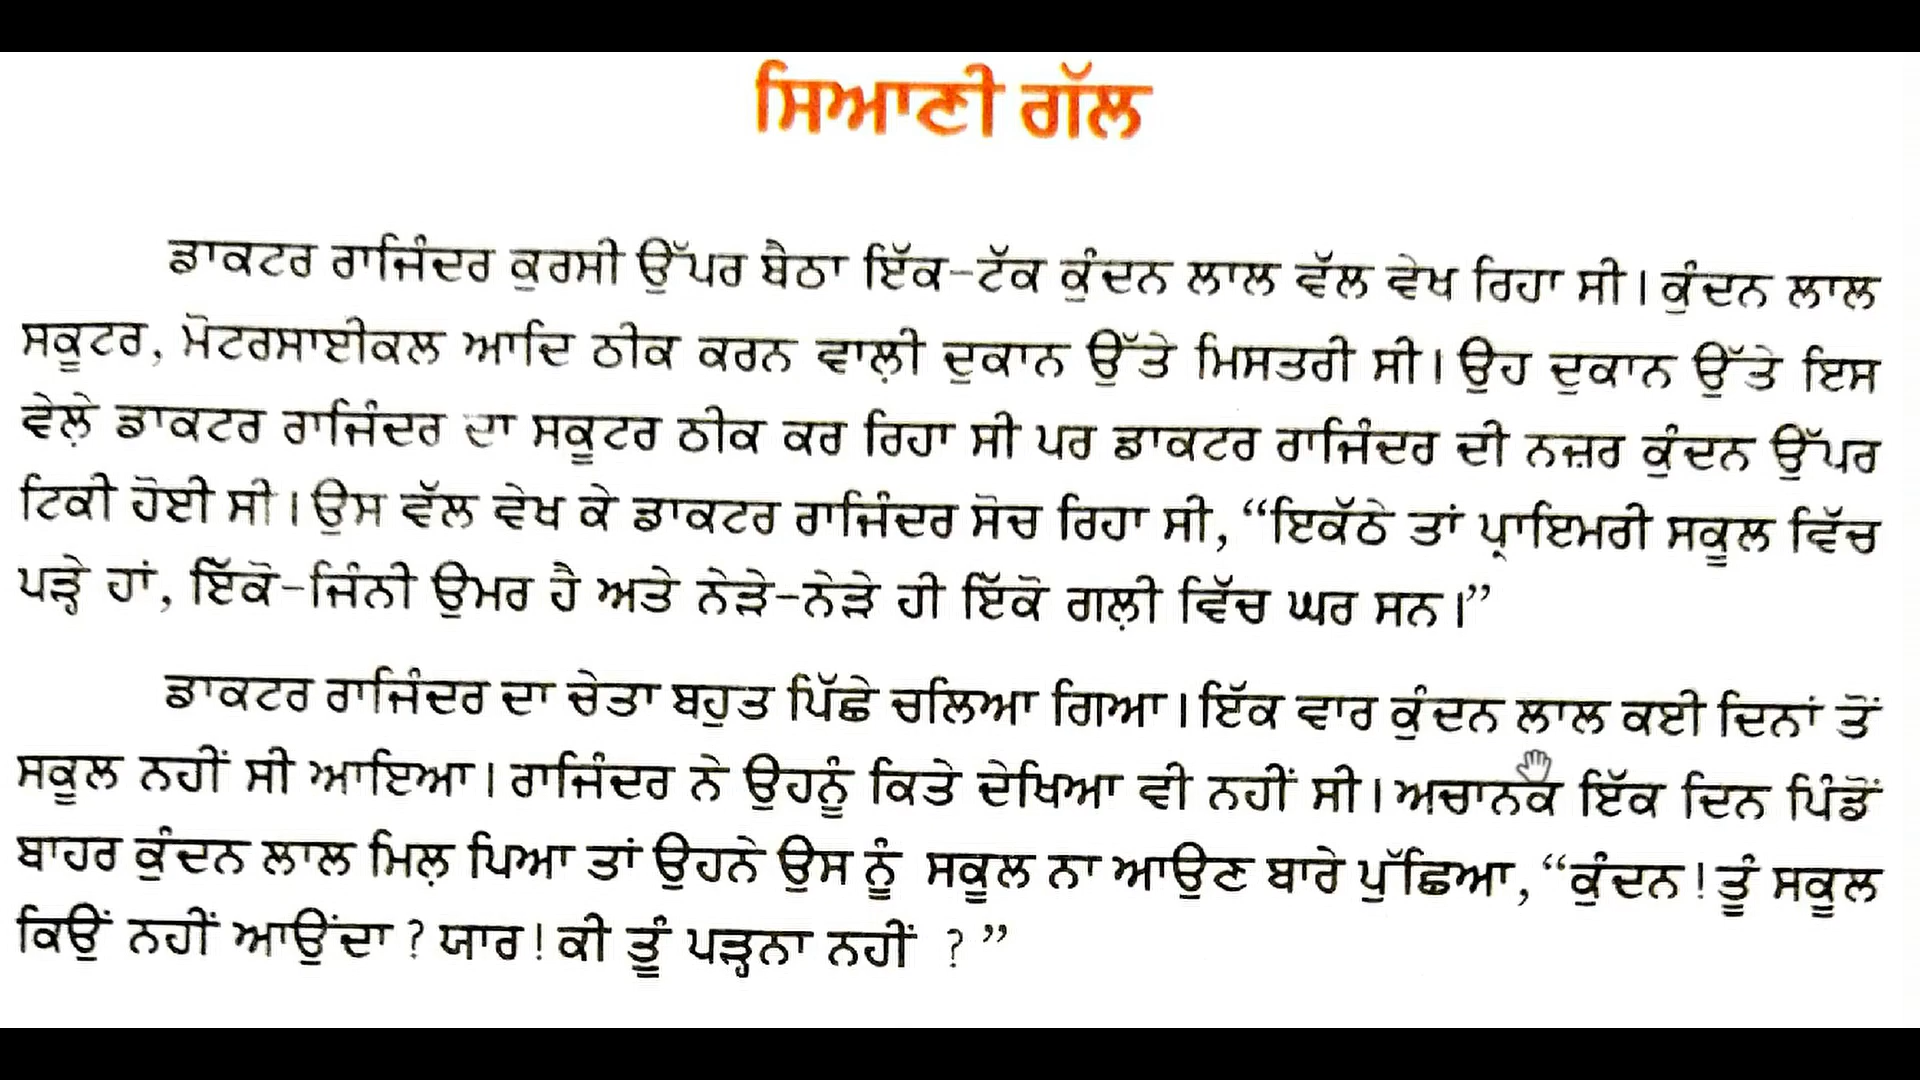 ਸਿਆਣੀ ਗੱਲ
ਡਾਕਟਰ ਰਾਜਿੰਦਰ ਕੁਰਸੀ ਉੱਪਰ ਬੈਠਾ ਇੱਕ-ਟੱਕ ਕੁੰਦਨ ਲਾਲ ਵੱਲ ਵੇਖ ਰਿਹਾ ਸੀ। ਕੁੰਦਨ ਲਾਲ
ਸਕੂਟਰ, ਮੋਟਰਸਾਈਕਲ ਆਦਿ ਠੀਕ ਕਰਨ ਵਾਲ਼ੀ ਦੁਕਾਨ ਉੱਤੇ ਮਿਸਤਰੀ ਸੀ। ਉਹ ਦੁਕਾਨ ਉੱਤੇ ਇਸ
ਵੇਲ਼ੇ ਡਾਕਟਰ ਰਾਜਿੰਦਰ ਦਾ ਸਕੂਟਰ ਠੀਕ ਕਰ ਰਿਹਾ ਸੀ ਪਰ ਡਾਕਟਰ ਰਾਜਿੰਦਰ ਦੀ ਨਜ਼ਰ ਕੁੰਦਨ ਉੱਪਰ
ਟਿਕੀ ਹੋਈ ਸੀ। ਉਸ ਵੱਲ ਵੇਖ ਕੇ ਡਾਕਟਰ ਰਾਜਿੰਦਰ ਸੋਚ ਰਿਹਾ ਸੀ, “ਇਕੱਠੇ ਤਾਂ ਪ੍ਰਾਇਮਰੀ ਸਕੂਲ ਵਿੱਚ
ਪੜ੍ਹੇ ਹਾਂ, ਇੱਕੋ-ਜਿੰਨੀ ਉਮਰ ਹੈ ਅਤੇ ਨੇੜੇ-ਨੇੜੇ ਹੀ ਇੱਕੋ ਗਲ਼ੀ ਵਿੱਚ ਘਰ ਸਨ।”
ਡਾਕਟਰ ਰਾਜਿੰਦਰ ਦਾ ਚੇਤਾ ਬਹੁਤ ਪਿੱਛੇ ਚਲਿਆ ਗਿਆ। ਇੱਕ ਵਾਰ ਕੁੰਦਨ ਲਾਲ ਕਈ ਦਿਨਾਂ ਤੋਂ
ਸਕੂਲ ਨਹੀਂ ਸੀ ਆਇਆ। ਰਾਜਿੰਦਰ ਨੇ ਉਹਨੂੰ ਕਿਤੇ ਦੇਖਿਆ ਵੀ ਨਹੀਂ ਸੀ। ਅਚਾਨਕ ਇੱਕ ਦਿਨ ਪਿੰਡੋਂ
ਬਾਹਰ ਕੁੰਦਨ ਲਾਲ ਮਿਲ਼ ਪਿਆ ਤਾਂ ਉਹਨੇ ਉਸ ਨੂੰ ਸਕੂਲ ਨਾ ਆਉਣ ਬਾਰੇ ਪੁੱਛਿਆ, “ਕੁੰਦਨ! ਤੂੰ ਸਕੂਲ
ਕਿਉਂ ਨਹੀਂ ਆਉਂਦਾ? ਯਾਰ! ਕੀ ਤੂੰ ਪੜ੍ਹਨਾ ਨਹੀਂ ?”